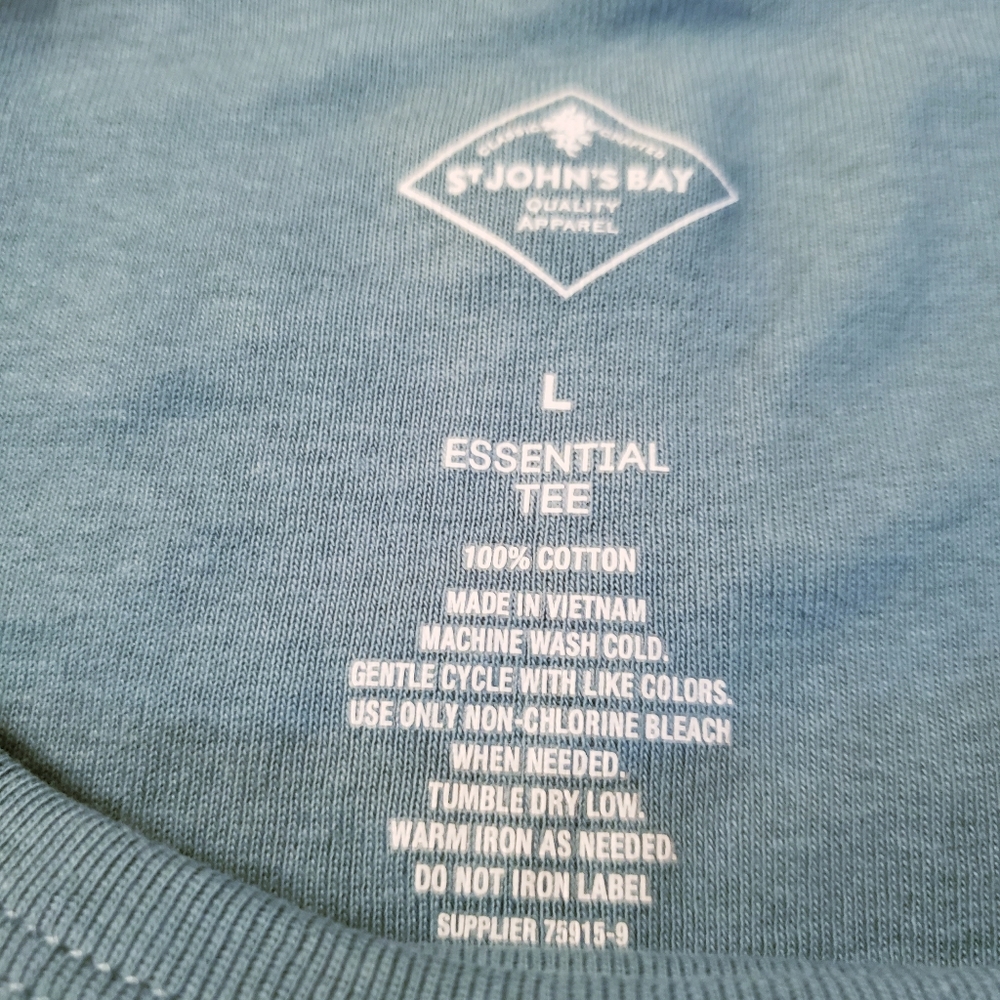 CLASSIC CRAFTED
ST JOHN'S BAY
QUALITY
APPAREL
L
ESSENTIAL
TEE
100% COTTON
MADE IN VIETNAM
MACHINE WASH COLD.
GENTLE CYCLE WITH LIKE COLORS.
USE ONLY NON-CHLORINE BLEACH
WHEN NEEDED.
TUMBLE DRY LOW.
WARM IRON AS NEEDED.
DO NOT IRON LABEL
SUPPLIER 75915-9